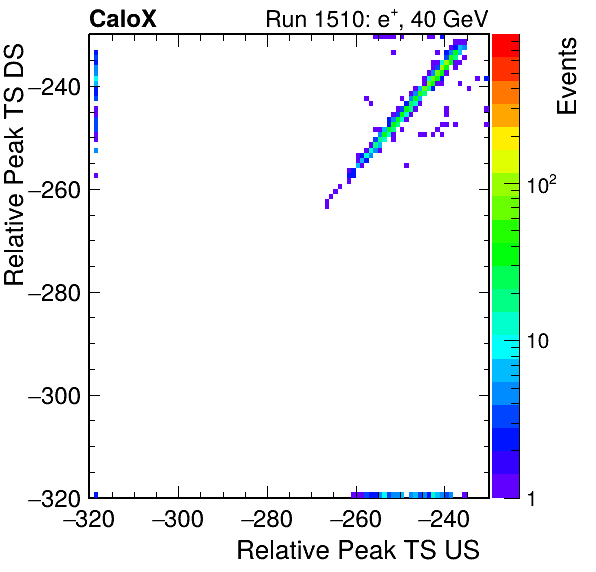 CaloX
Run 1510: e+, 40 GeV
Events
Relative Peak TS DS
−240
−260
−280
−300
−320
10²
10
1
−320 −300 −280 −260 −240
Relative Peak TS US